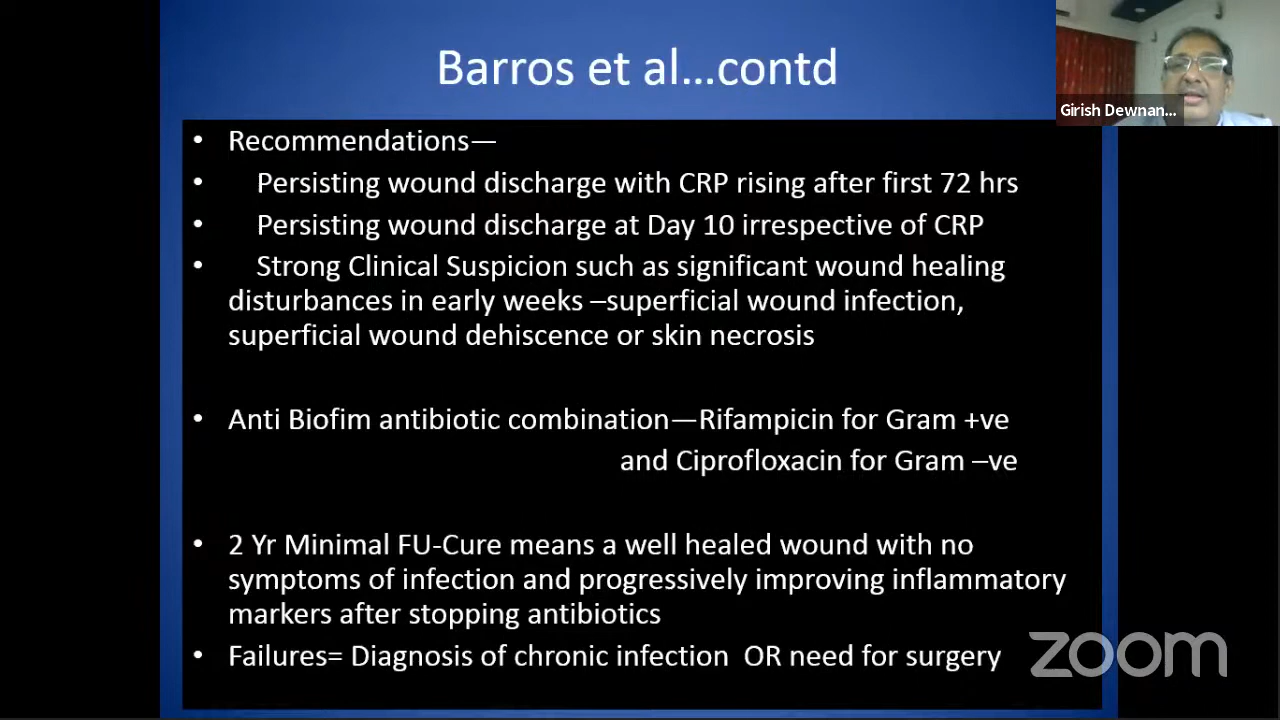 Barros et al...contd
Girish Dewnan...
• Recommendations—
• Persisting wound discharge with CRP rising after first 72 hrs
• Persisting wound discharge at Day 10 irrespective of CRP
• Strong Clinical Suspicion such as significant wound healing
disturbances in early weeks –superficial wound infection,
superficial wound dehiscence or skin necrosis
• Anti Biofim antibiotic combination—Rifampicin for Gram +ve
and Ciprofloxacin for Gram –ve
• 2 Yr Minimal FU-Cure means a well healed wound with no
symptoms of infection and progressively improving inflammatory
markers after stopping antibiotics
• Failures= Diagnosis of chronic infection OR need for surgery
zoom